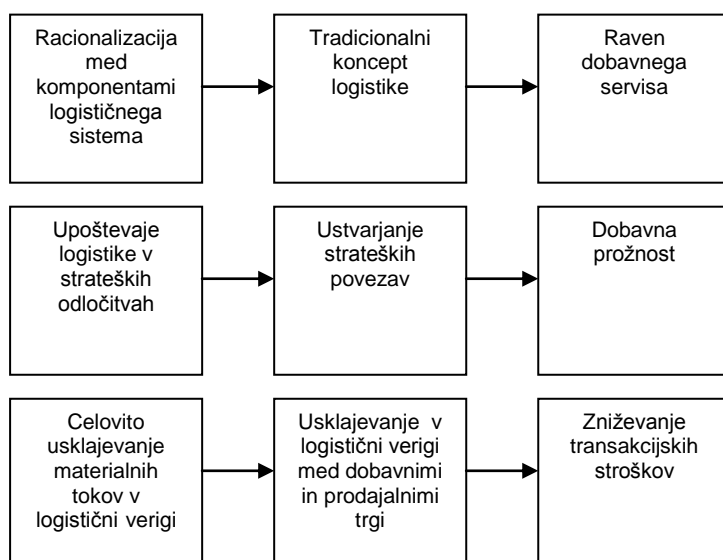 Racionalizacija
med
komponentami
logističnega
sistema
Tradicionalni
koncept
logistike
Raven
dobavnega
servisa
Upoštevaje
logistike v
strateških
odločitvah
Ustvarjanje
strateških
povezav
Dobavna
prožnost
Celovito
usklajevanje
materialnih
tokov v
logistični verigi
Usklajevanje v
logistični verigi
med dobavnimi
in prodajalnimi
trgi
Zniževanje
transakcijskih
stroškov